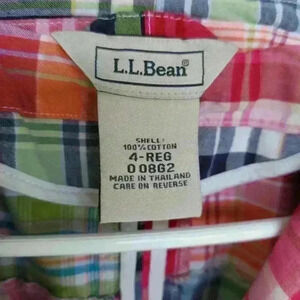 L.L.Bean®
SHELL:
100% COTTON
4-REG
0 08G2
MADE IN THAILAND
CARE ON REVERSE